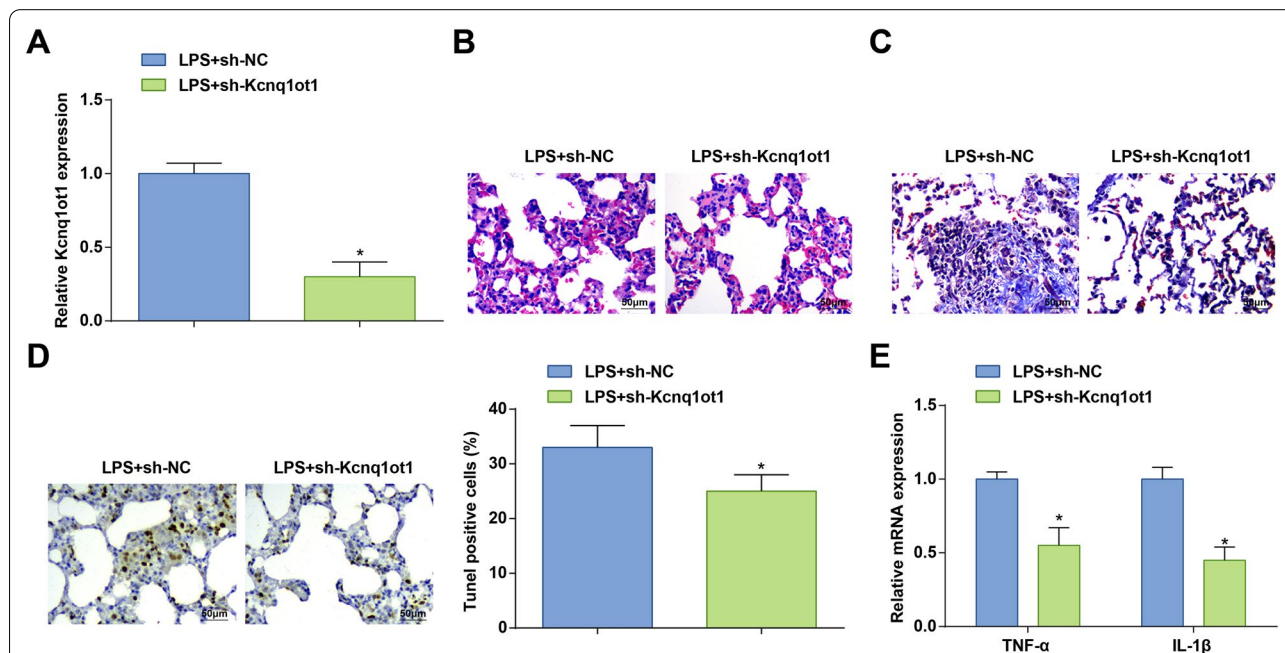 A
LPS+sh-NC
LPS+sh-Kcnq1ot1
Relative Kcnq1ot1 expression
1.5
1.0
0.5
0.0
*
B
LPS+sh-NC
LPS+sh-Kcnq1ot1
50μm
50μm
C
LPS+sh-NC
LPS+sh-Kcnq1ot1
50μm
50μm
D
LPS+sh-NC
LPS+sh-Kcnq1ot1
50μm
50μm
LPS+sh-NC
LPS+sh-Kcnq1ot1
Tunel positive cells (%)
40
30
20
10
0
*
E
LPS+sh-NC
LPS+sh-Kcnq1ot1
Relative mRNA expression
1.5
1.0
0.5
0.0
*
*
TNF-α
IL-1β